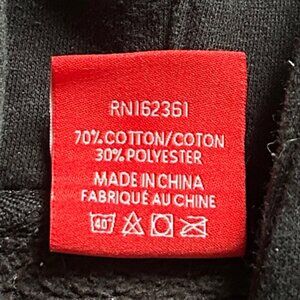 RN162361
70% COTTON/COTON
30% POLYESTER
MADE IN CHINA
FABRIQUÉ AU CHINE
40